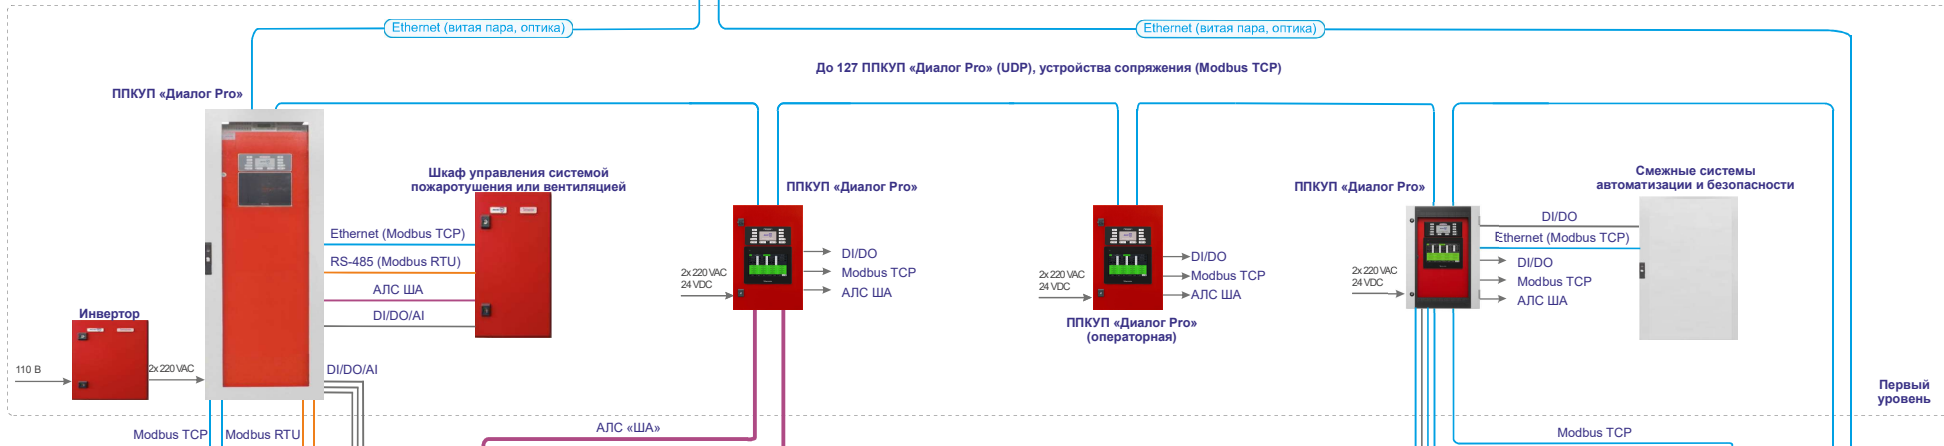 Ethernet (витая пара, оптика)
Ethernet (витая пара, оптика)
До 127 ППКУП «Диалог Pro» (UDP), устройства сопряжения (Modbus TCP)
ППКУП «Диалог Pro»
Шкаф управления системой
пожаротушения или вентиляцией
ППКУП «Диалог Pro»
ППКУП «Диалог Pro»
Смежные системы
автоматизации и безопасности
Ethernet (Modbus TCP)
RS-485 (Modbus RTU)
АЛС ША
DI/DO/AI
DI/DO
Modbus TCP
АЛС ША
2x 220 VAC
24 VDC
DI/DO
Modbus TCP
АЛС ША
2x 220 VAC
24 VDC
ППКУП «Диалог Pro»
(операторная)
DI/DO
Ethernet (Modbus TCP)
DI/DO
Modbus TCP
АЛС ША
2x 220 VAC
24 VDC
Инвертор
110 В
2x 220 VAC
DI/DO/AI
Первый
уровень
Modbus TCP
Modbus RTU
АЛС «ША»
Modbus TCP